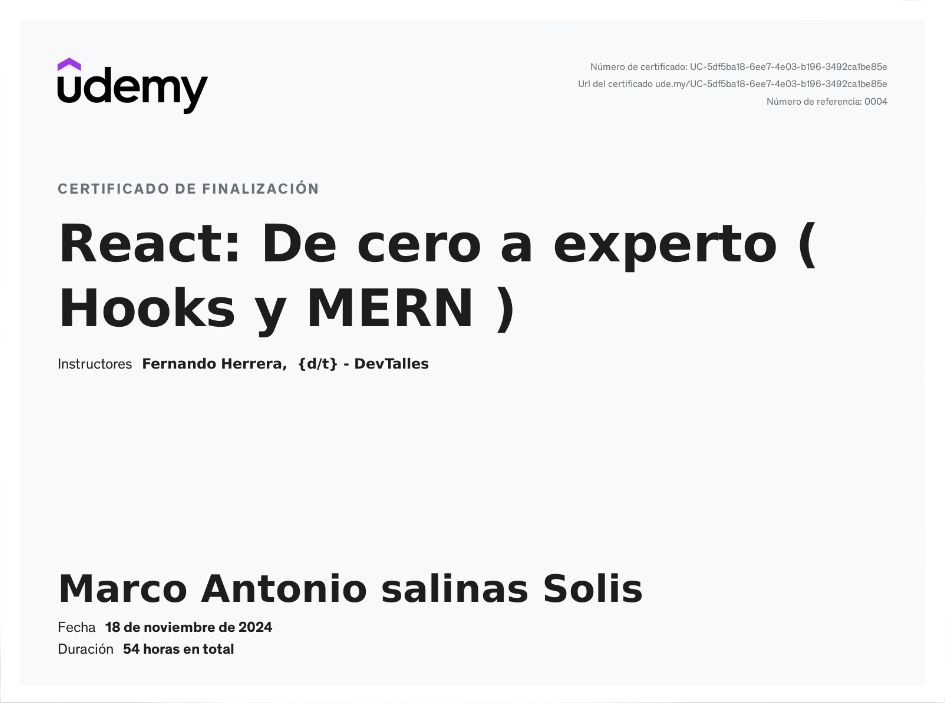 udemy
Número de certificado: UC-5df5ba18-6ee7-4e03-b196-3492ca1be85e
Url del certificado ude.my/UC-5df5ba18-6ee7-4e03-b196-3492ca1be85e
Número de referencia: 0004
CERTIFICADO DE FINALIZACIÓN
React: De cero a experto (
Hooks y MERN )
Instructores Fernando Herrera, {d/t} - DevTalles
Marco Antonio salinas Solis
Fecha 18 de noviembre de 2024
Duración 54 horas en total